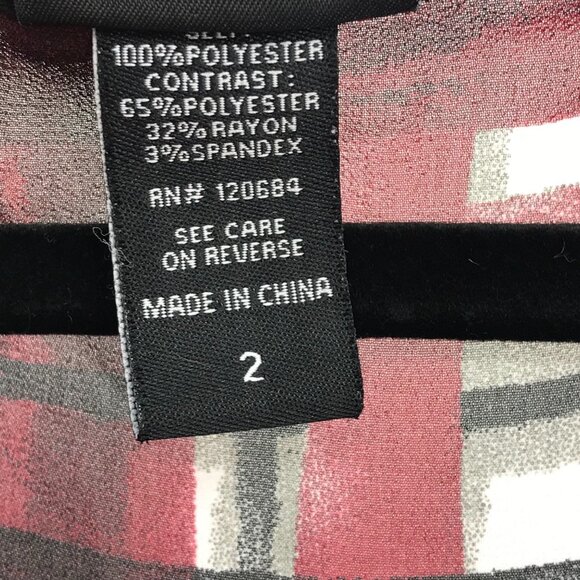 SELF:
100%POLYESTER
CONTRAST:
65%POLYESTER
32%RAYON
3%SPANDEX
RN# 120684
SEE CARE
ON REVERSE
MADE IN CHINA
2